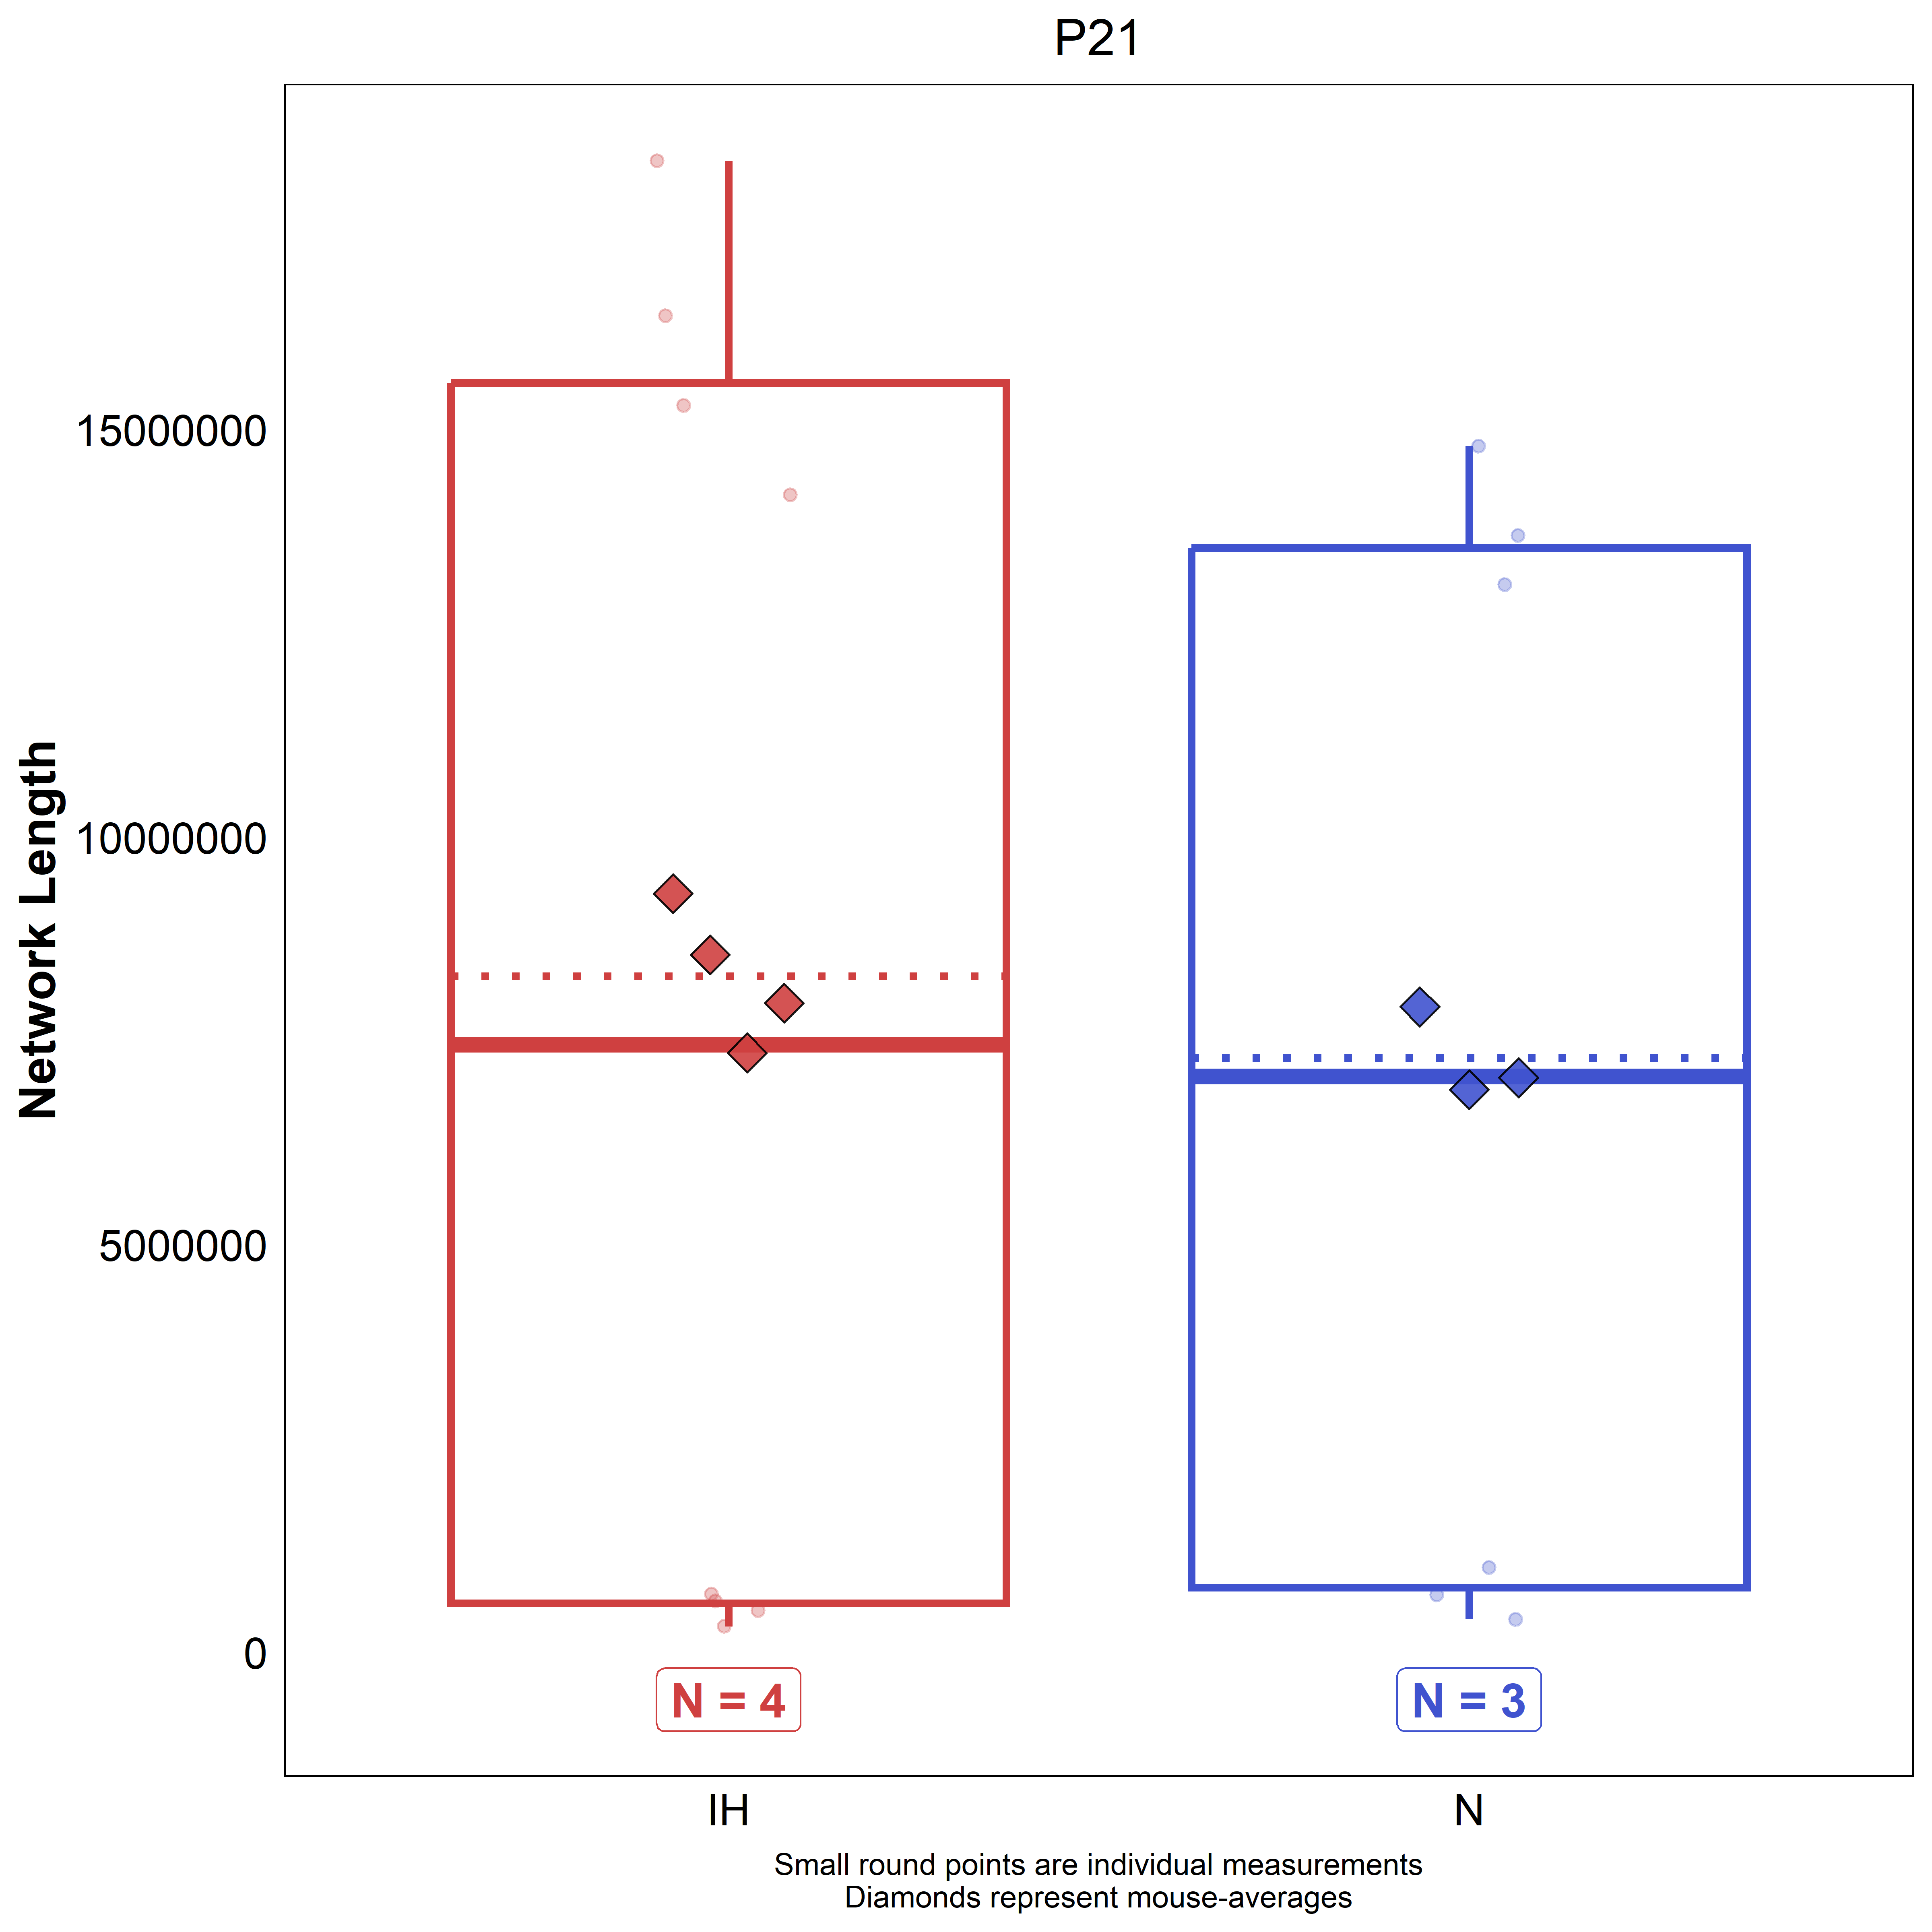 P21
Network Length
15000000
10000000
5000000
0
N = 4
N = 3
IH
N
Small round points are individual measurements
Diamonds represent mouse-averages